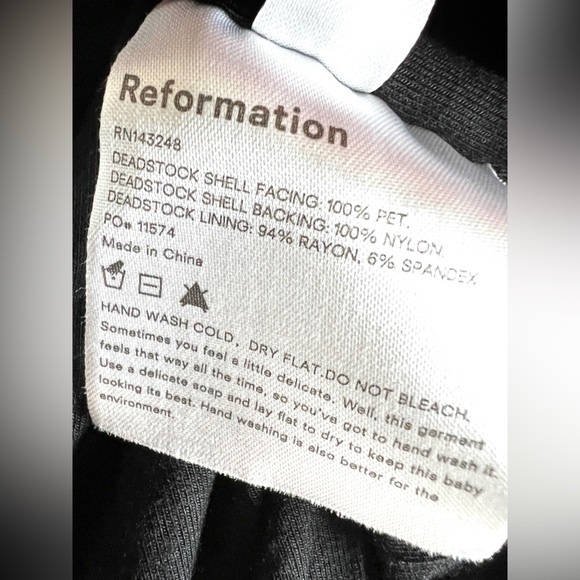 Reformation
RN143248
DEADSTOCK SHELL FACING: 100% PET.
DEADSTOCK SHELL BACKING: 100% NYLON.
DEADSTOCK LINING: 94% RAYON, 6% SPANDEX
PO# 11574
Made in China
HAND WASH COLD, DRY FLAT.DO NOT BLEACH.
Sometimes you feel a little delicate. Well, this garment
feels that way all the time, so you've got to hand wash it.
Use a delicate soap and lay flat to dry to keep this baby
looking its best. Hand washing is also better for the
environment.